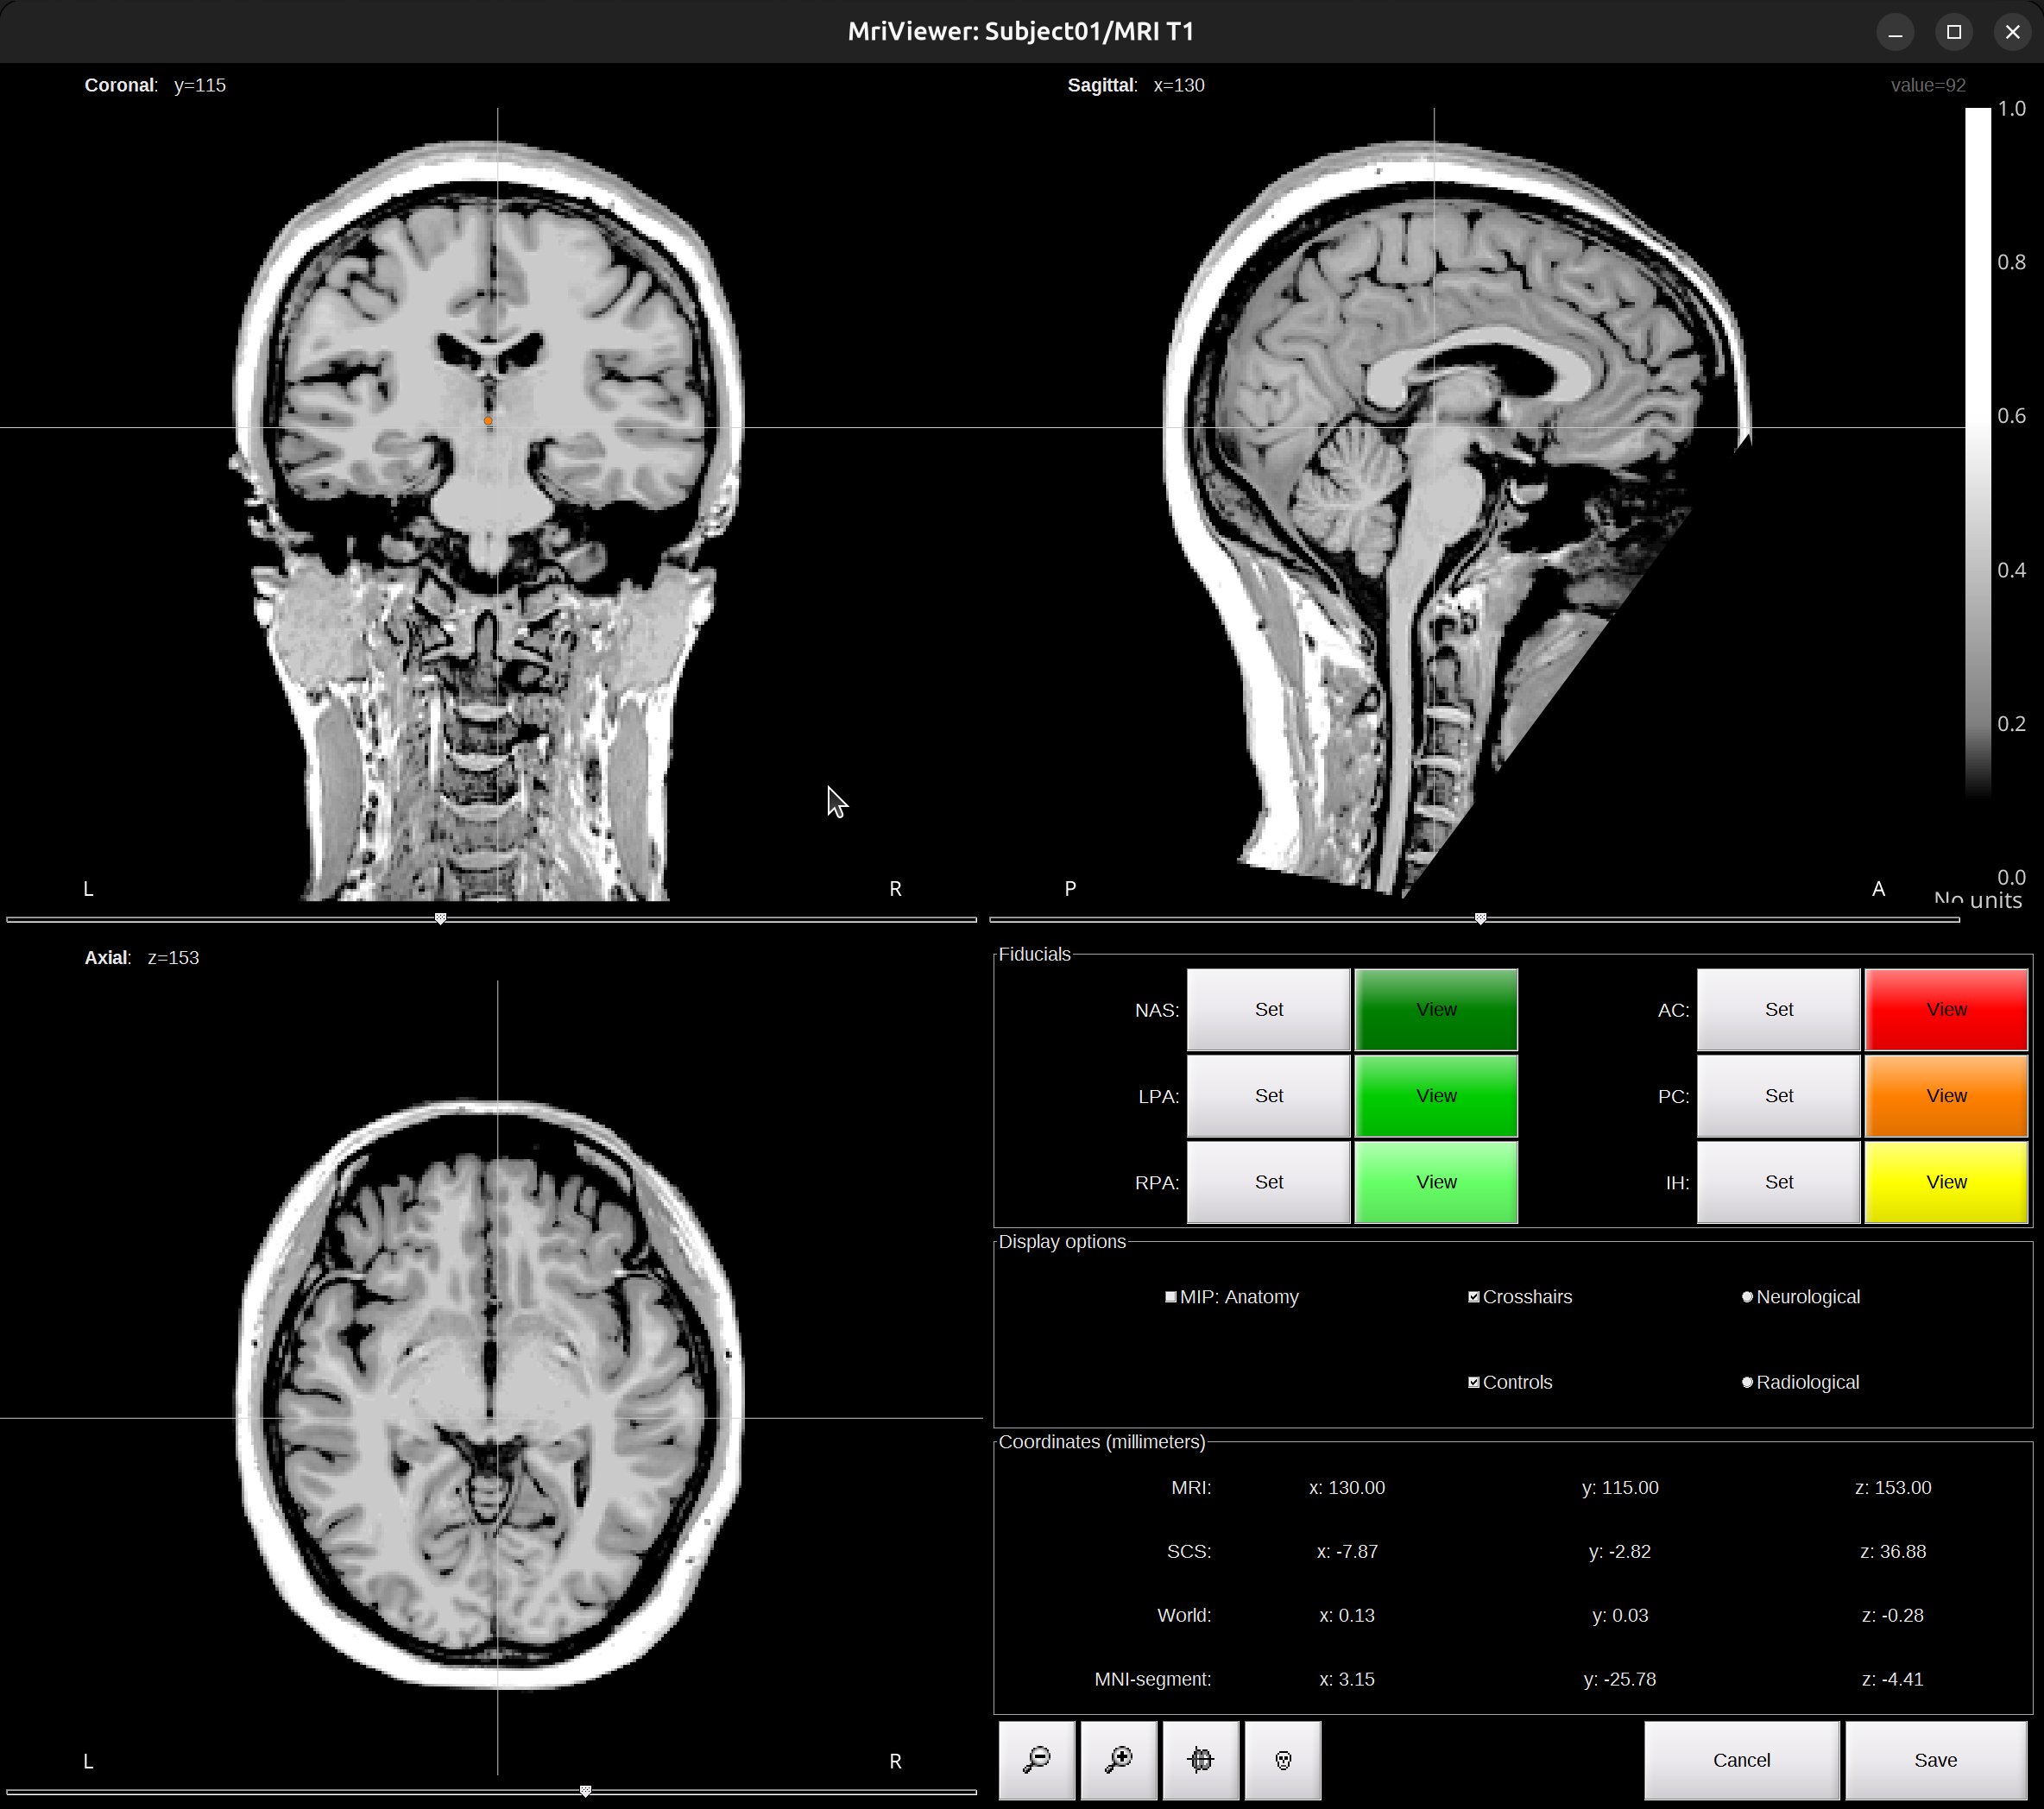 MriViewer: Subject01/MRI T1
Coronal: y=115
Sagittal: x=130
value=92
1.0
0.8
0.6
0.4
0.2
0.0
No units
L R
P A
Axial: z=153
L R
Fiducials
NAS: Set View AC: Set View
LPA: Set View PC: Set View
RPA: Set View IH: Set View
Display options
MIP: Anatomy Crosshairs Neurological
Controls Radiological
Coordinates (millimeters)
MRI: x: 130.00 y: 115.00 z: 153.00
SCS: x: -7.87 y: -2.82 z: 36.88
World: x: 0.13 y: 0.03 z: -0.28
MNI-segment: x: 3.15 y: -25.78 z: -4.41
Cancel Save